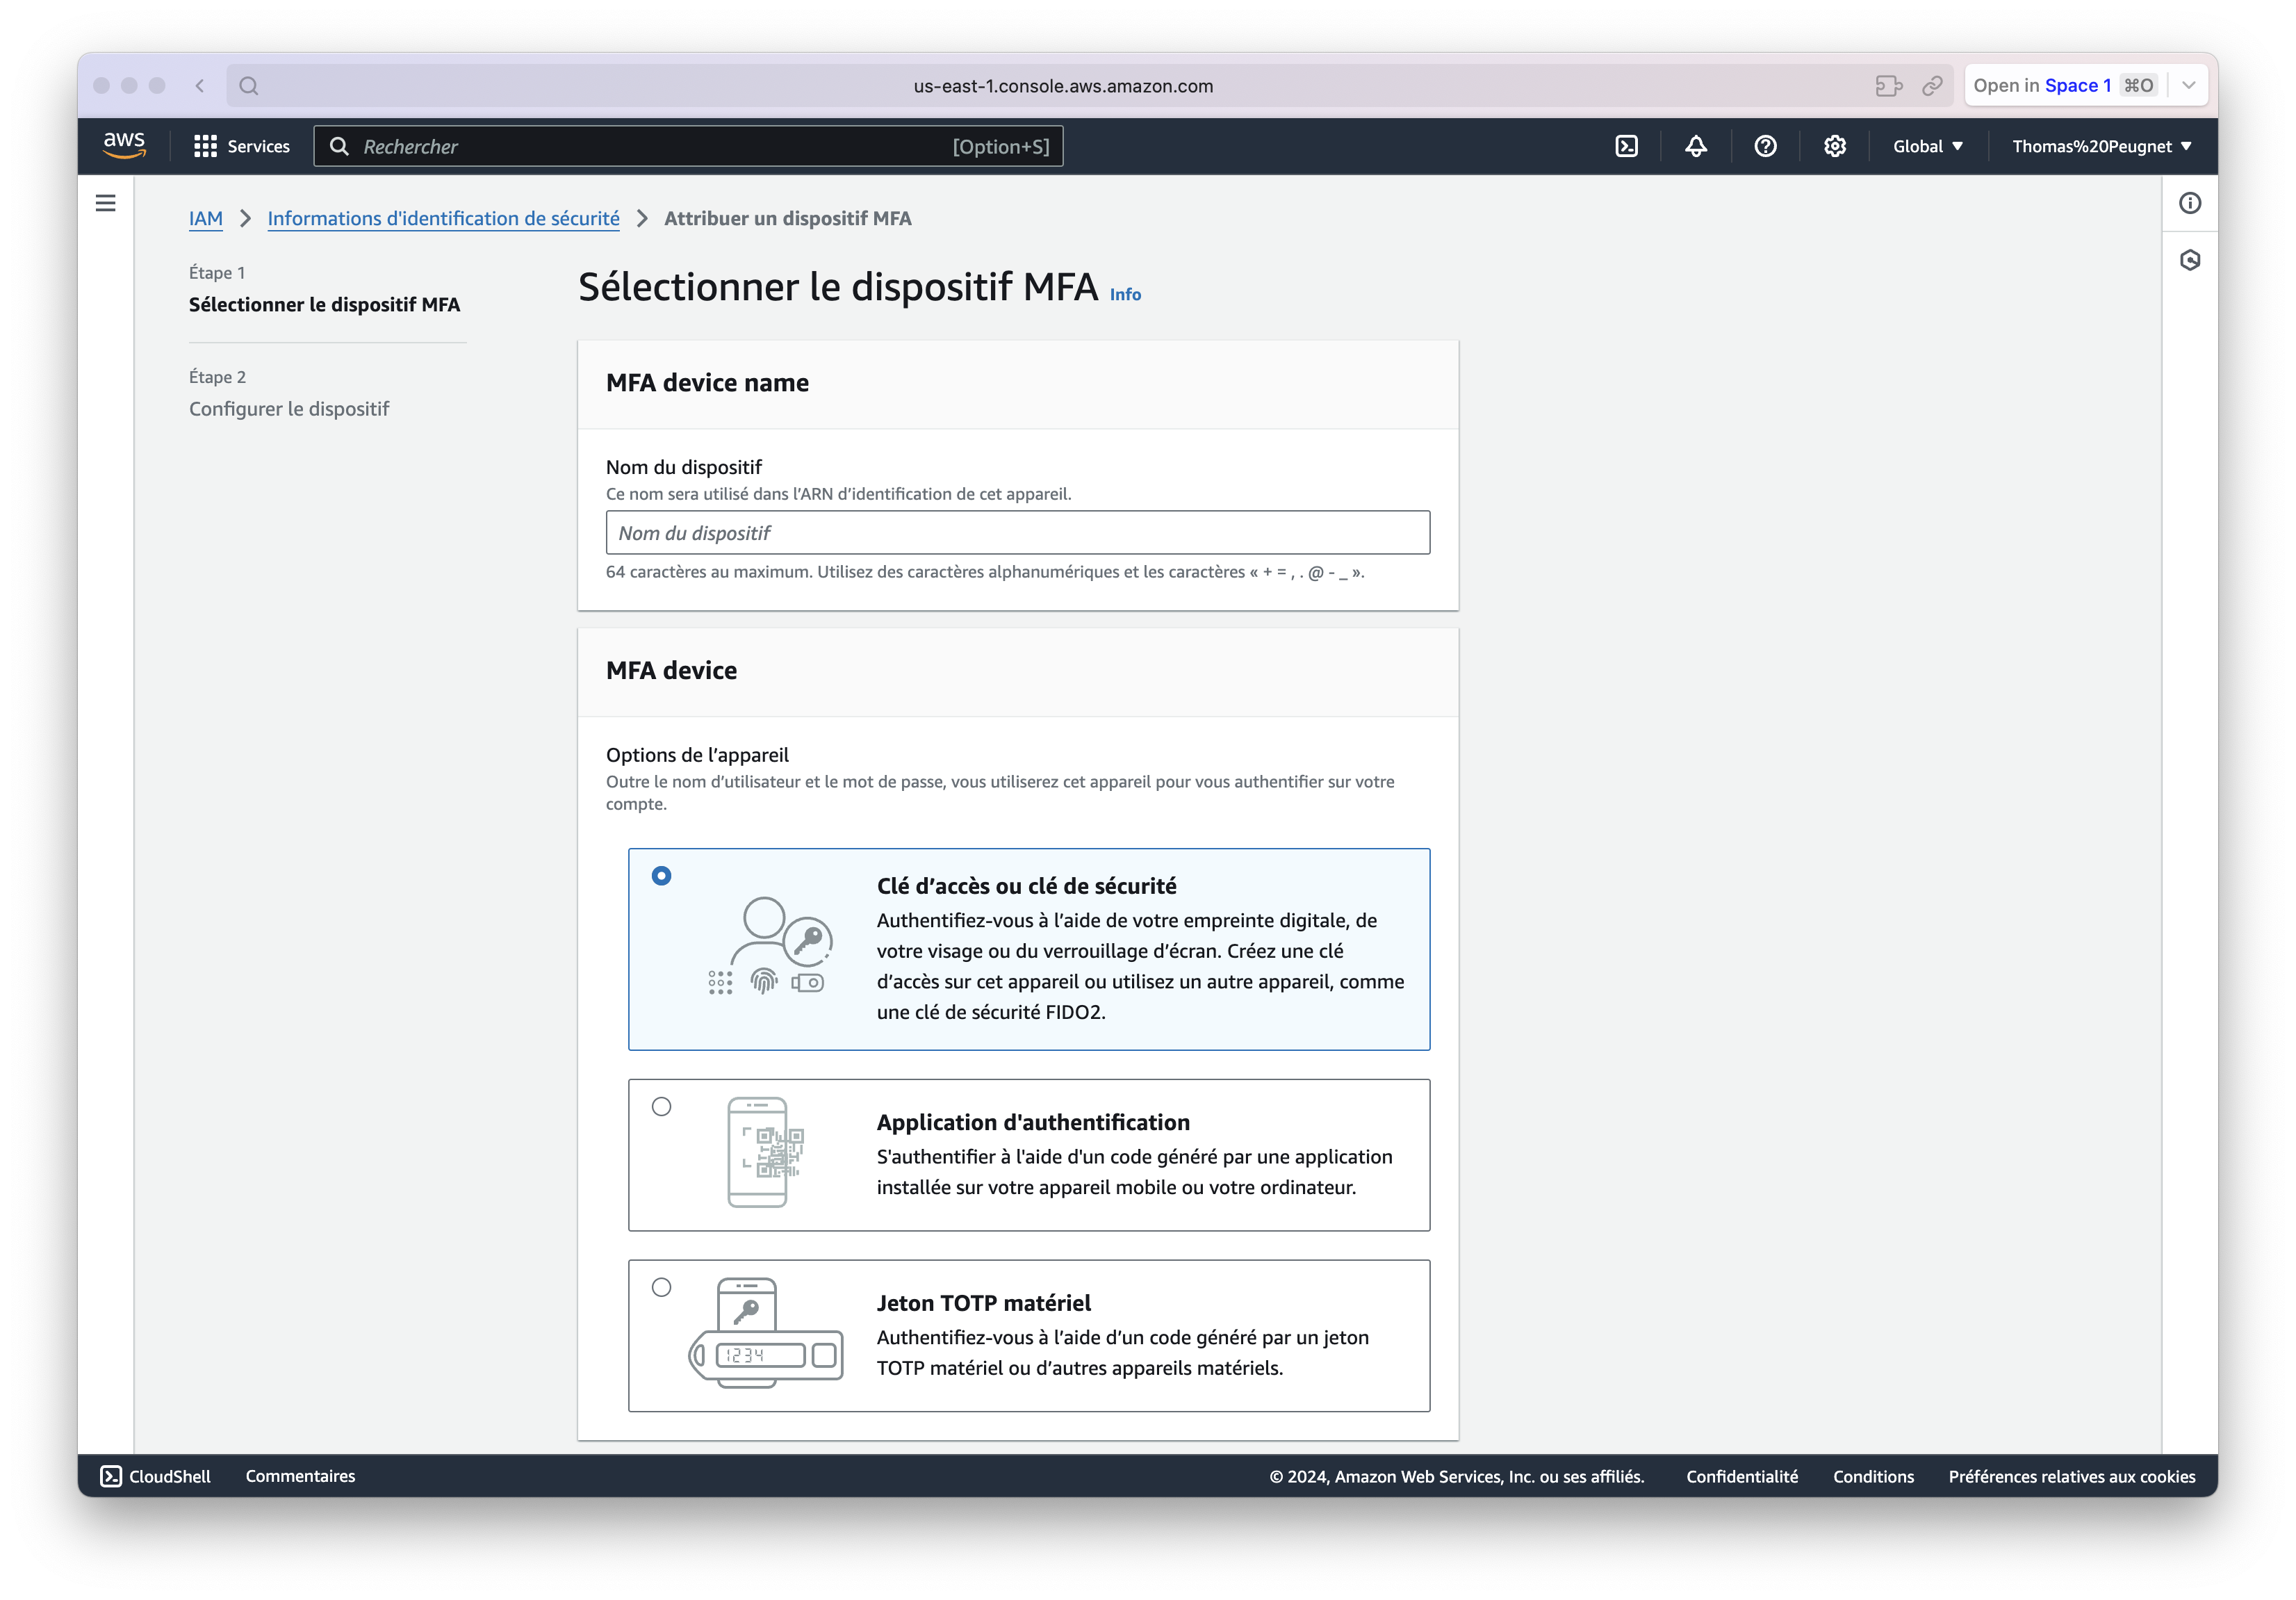 us-east-1.console.aws.amazon.com
Open in Space 1 ⌘O
aws
Services
Rechercher
[Option+S]
Global
Thomas%20Peugnet
IAM > Informations d'identification de sécurité > Attribuer un dispositif MFA
Étape 1
Sélectionner le dispositif MFA
Étape 2
Configurer le dispositif
Sélectionner le dispositif MFA Info
MFA device name
Nom du dispositif
Ce nom sera utilisé dans l’ARN d’identification de cet appareil.
Nom du dispositif
64 caractères au maximum. Utilisez des caractères alphanumériques et les caractères « + = , . @ - _ ».
MFA device
Options de l’appareil
Outre le nom d’utilisateur et le mot de passe, vous utiliserez cet appareil pour vous authentifier sur votre
compte.
Clé d’accès ou clé de sécurité
Authentifiez-vous à l’aide de votre empreinte digitale, de
votre visage ou du verrouillage d’écran. Créez une clé
d’accès sur cet appareil ou utilisez un autre appareil, comme
une clé de sécurité FIDO2.
Application d'authentification
S'authentifier à l'aide d'un code généré par une application
installée sur votre appareil mobile ou votre ordinateur.
1234
Jeton TOTP matériel
Authentifiez-vous à l’aide d’un code généré par un jeton
TOTP matériel ou d’autres appareils matériels.
CloudShell
Commentaires
© 2024, Amazon Web Services, Inc. ou ses affiliés.
Confidentialité
Conditions
Préférences relatives aux cookies